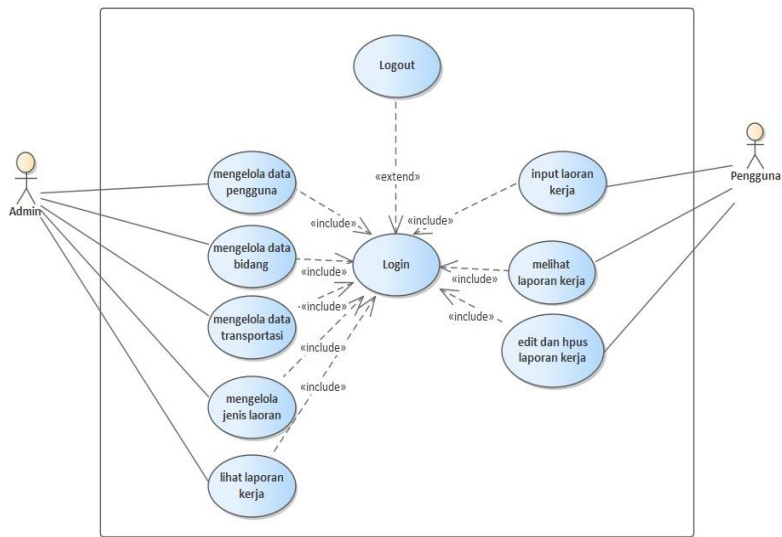 Logout
«extend»
Admin
mengelola data
pengguna
«include»
mengelola data
bidang
«include»
mengelola data
transportasi
«include»
mengelola
jenis laoran
«include»
lihat laporan
kerja
Login
input laoran
kerja
«include»
melihat
laporan kerja
«include»
edit dan hpus
laporan kerja
«include»
Pengguna
«include»